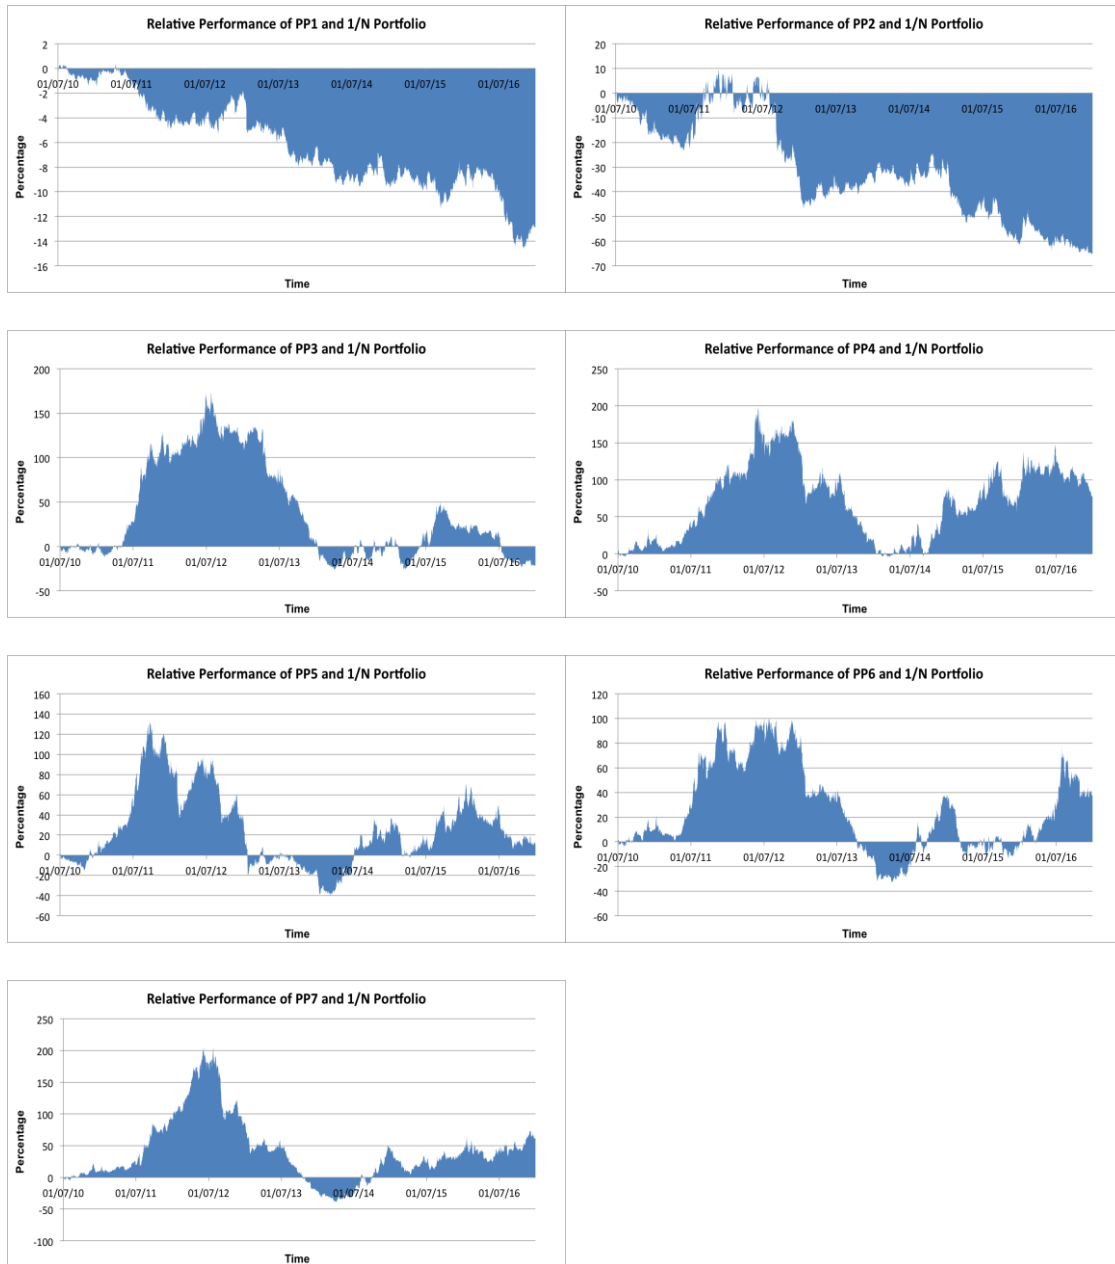 Relative Performance of PP1 and 1/N Portfolio
2
0
-2
-4
-6
-8
-10
-12
-14
-16
01/07/10 01/07/11 01/07/12 01/07/13 01/07/14 01/07/15 01/07/16
Percentage
Time
Relative Performance of PP2 and 1/N Portfolio
20
10
0
-10
-20
-30
-40
-50
-60
-70
01/07/10 01/07/11 01/07/12 01/07/13 01/07/14 01/07/15 01/07/16
Percentage
Time
Relative Performance of PP3 and 1/N Portfolio
200
150
100
50
0
-50
01/07/10 01/07/11 01/07/12 01/07/13 01/07/14 01/07/15 01/07/16
Percentage
Time
Relative Performance of PP4 and 1/N Portfolio
250
200
150
100
50
0
-50
01/07/10 01/07/11 01/07/12 01/07/13 01/07/14 01/07/15 01/07/16
Percentage
Time
Relative Performance of PP5 and 1/N Portfolio
160
140
120
100
80
60
40
20
0
-20
-40
-60
01/07/10 01/07/11 01/07/12 01/07/13 01/07/14 01/07/15 01/07/16
Percentage
Time
Relative Performance of PP6 and 1/N Portfolio
120
100
80
60
40
20
0
-20
-40
-60
01/07/10 01/07/11 01/07/12 01/07/13 01/07/14 01/07/15 01/07/16
Percentage
Time
Relative Performance of PP7 and 1/N Portfolio
250
200
150
100
50
0
-50
-100
01/07/10 01/07/11 01/07/12 01/07/13 01/07/14 01/07/15 01/07/16
Percentage
Time